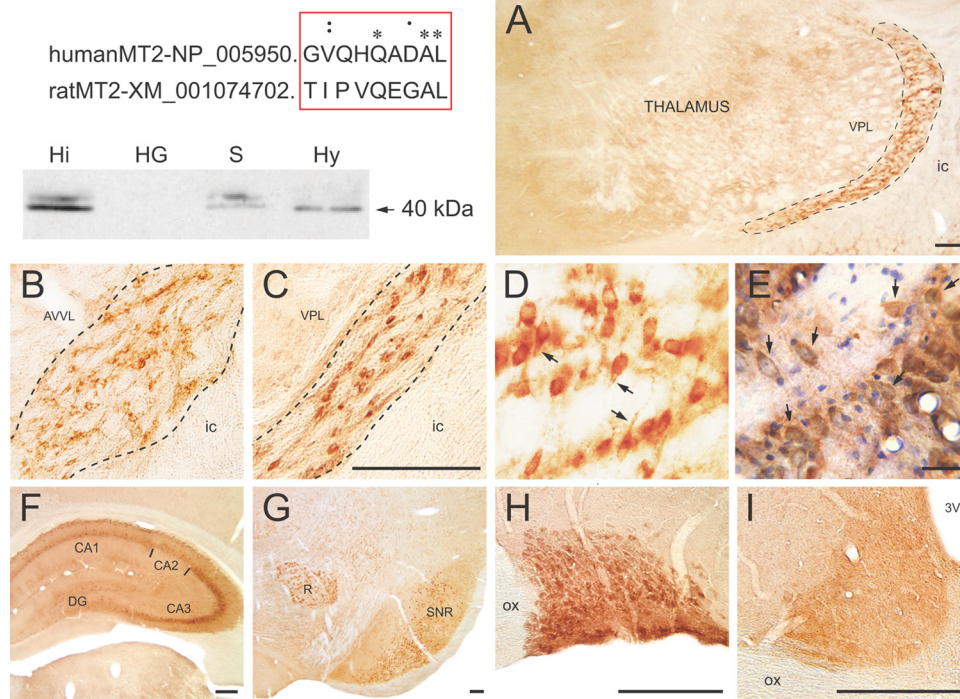 : .
* **
humanMT2-NP_005950. GVQHQADAL
ratMT2-XM_001074702. TIPVQEGAL
Hi HG S Hy
40 kDa
A
THALAMUS
VPL
ic
B
AVVL
ic
C
VPL
ic
D
E
F
CA1
CA2
CA3
DG
G
R
SNR
H
ox
I
3V
ox